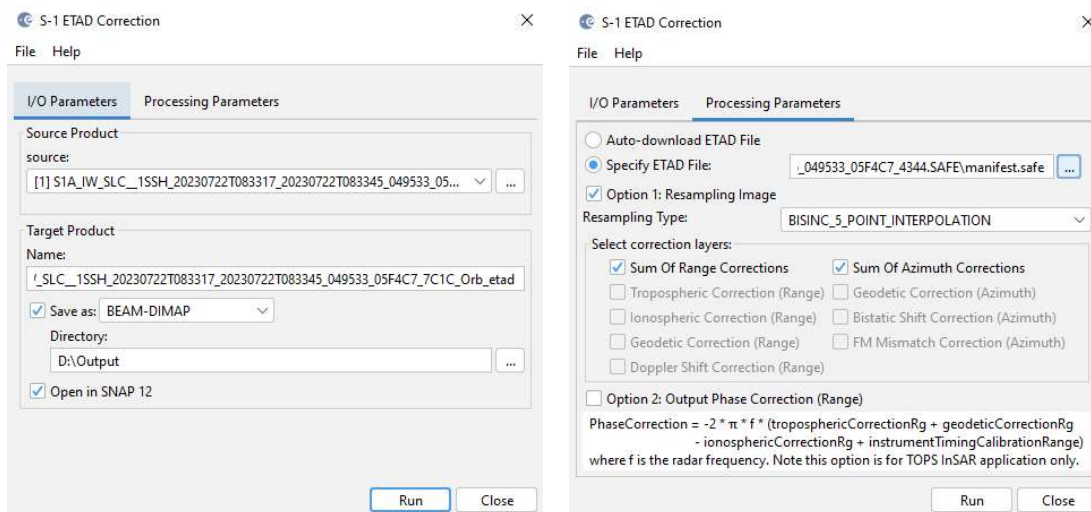 S-1 ETAD Correction
File Help
I/O Parameters Processing Parameters
Source Product
source:
[1] S1A_IW_SLC__1SSH_20230722T083317_20230722T083345_049533_05... ...
Target Product
Name:
_SLC__1SSH_20230722T083317_20230722T083345_049533_05F4C7_7C1C_Orb_etad
Save as: BEAM-DIMAP
Directory:
D:\Output ...
Open in SNAP 12
Run Close
S-1 ETAD Correction
File Help
I/O Parameters Processing Parameters
Auto-download ETAD File
Specify ETAD File: _049533_05F4C7_4344.SAFE\manifest.safe ...
Option 1: Resampling Image
Resampling Type: BISINC_5_POINT_INTERPOLATION
Select correction layers:
Sum Of Range Corrections Sum Of Azimuth Corrections
Tropospheric Correction (Range) Geodetic Correction (Azimuth)
Ionospheric Correction (Range) Bistatic Shift Correction (Azimuth)
Geodetic Correction (Range) FM Mismatch Correction (Azimuth)
Doppler Shift Correction (Range)
Option 2: Output Phase Correction (Range)
PhaseCorrection = -2 * π * f * (troposphericCorrectionRg + geodeticCorrectionRg
- ionosphericCorrectionRg + instrumentTimingCalibrationRange)
where f is the radar frequency. Note this option is for TOPS InSAR application only.
Run Close